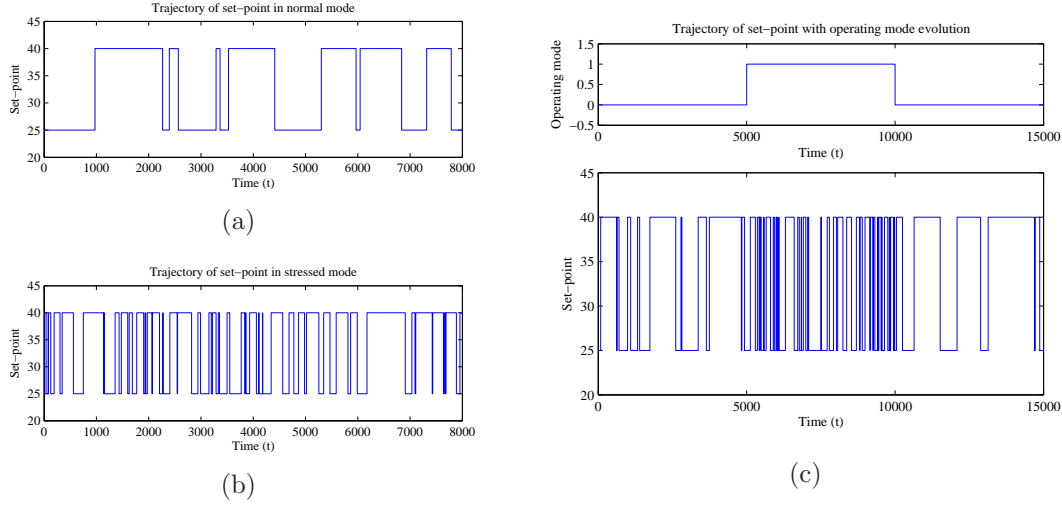 Trajectory of set-point in normal mode
45
40
35
30
25
20
Set-point
0 1000 2000 3000 4000 5000 6000 7000 8000
Time (t)
(a)
Trajectory of set-point in stressed mode
45
40
35
30
25
20
Set-point
0 1000 2000 3000 4000 5000 6000 7000 8000
Time (t)
(b)
Trajectory of set-point with operating mode evolution
1.5
1
0.5
0
-0.5
Operating mode
0 5000 10000 15000
Time (t)
45
40
35
30
25
20
Set-point
0 5000 10000 15000
Time (t)
(c)